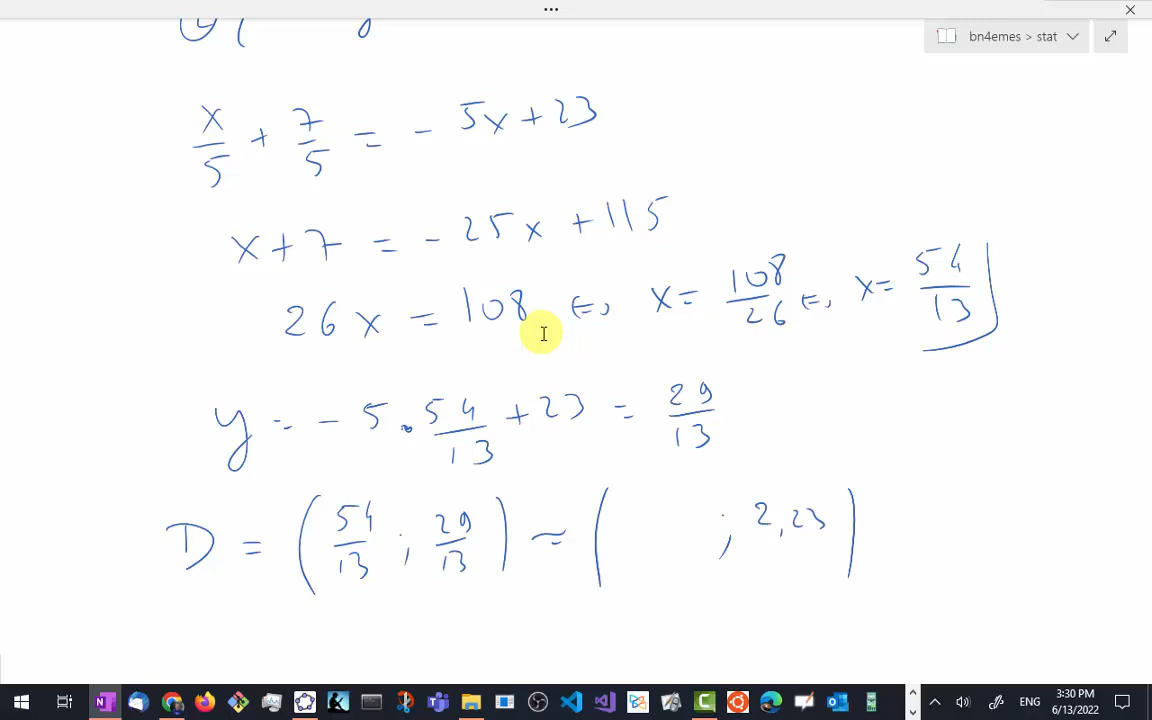 bn4emes > stat
x/5 + 7/5 = - 5x + 23
x + 7 = - 25x + 115
26x = 108 ⇔ x = 108/26 ⇔ x = 54/13
y = - 5 . 54/13 + 23 = 29/13
D = (54/13 ; 29/13) ≈ ( ; 2,23)
ENG
3:30 PM
6/13/2022